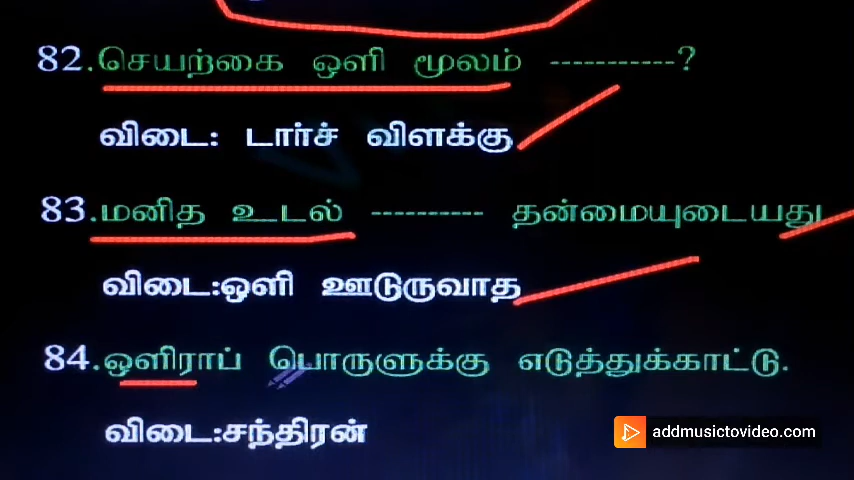 82.செயற்கை ஒளி மூலம் -----------?
விடை: டார்ச் விளக்கு
83.மனித உடல் ---------- தன்மையுடையது
விடை:ஒளி ஊடுருவாத
84.ஒளிராப் பொருளுக்கு எடுத்துக்காட்டு.
விடை:சந்திரன்
addmusictovideo.com